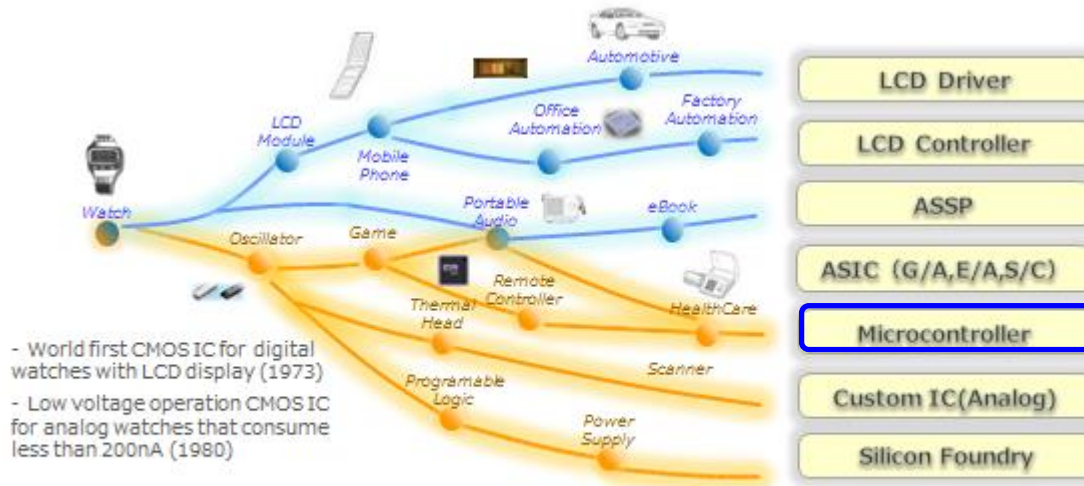 Automotive
LCD Driver
Office
Automation
Factory
Automation
LCD
Module
Mobile
Phone
LCD Controller
Watch
Portable
Audio
eBook
ASSP
Oscillator
Game
ASIC (G/A,E/A,S/C)
Remote
Controller
Thermal
Head
HealthCare
Microcontroller
- World first CMOS IC for digital
watches with LCD display (1973)
- Low voltage operation CMOS IC
for analog watches that consume
less than 200nA (1980)
Scanner
Programable
Logic
Custom IC(Analog)
Power
Supply
Silicon Foundry